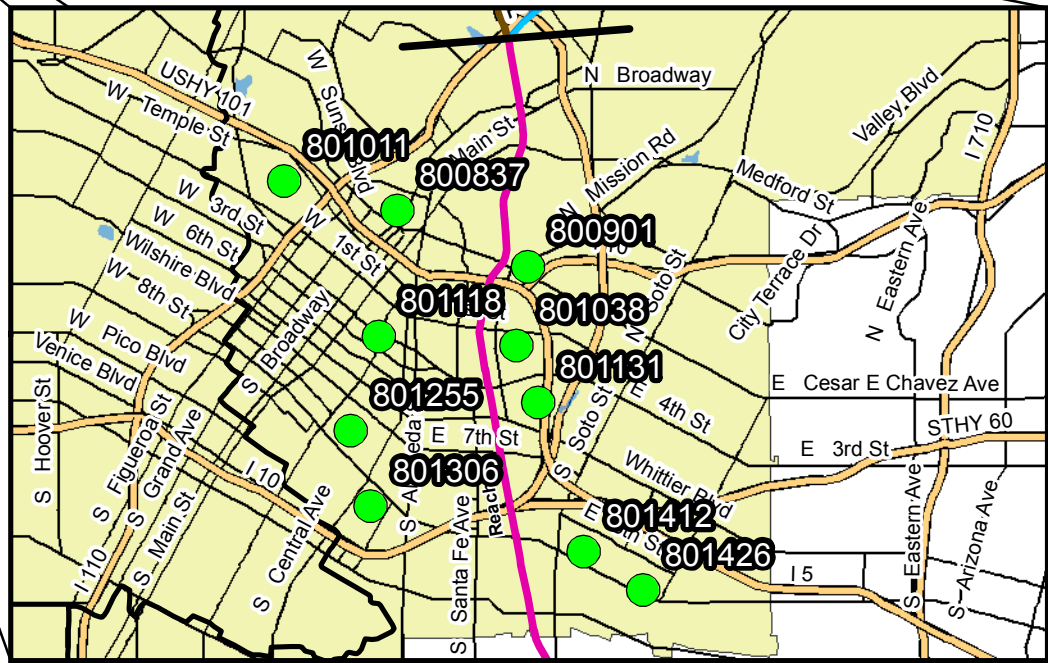 N Broadway
USHY 101
W Sunset Blvd
W Temple St
Main St
Valley Blvd
I 710
801011
800837
N Mission Rd
Medford St
W 3rd St
W 1st St
W 6th St
Wilshire Blvd
W 8th St
800901
City Terrace Dr
N Eastern Ave
N Soto St
801118
801038
W Pico Blvd
Venice Blvd
S Broadway
801131
801255
E Cesar E Chavez Ave
E 4th St
S Hoover St
S Figueroa St
S Grand Ave
S Main St
E 7th St
S Soto St
E 3rd St
STHY 60
I 10
801306
Whittier Blvd
S Central Ave
S Santa Fe Ave
Reach
801412
801426
I 5
I 110
S Eastern Ave
S Arizona Ave